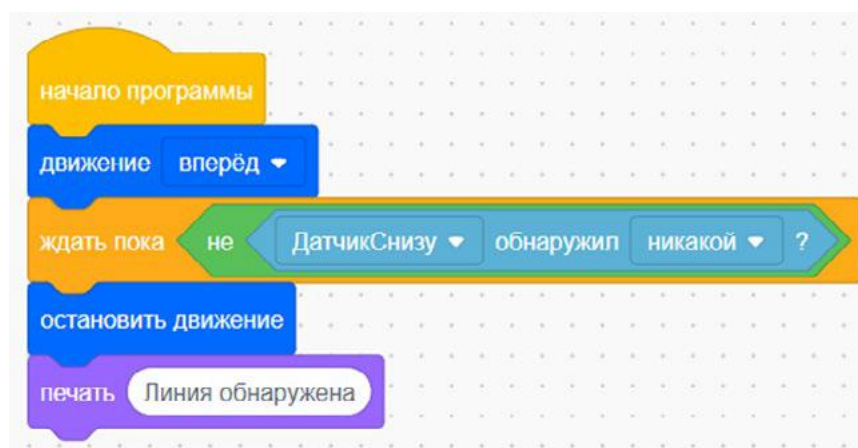 начало программы
движение вперёд
ждать пока не ДатчикСнизу обнаружил никакой ?
остановить движение
печать Линия обнаружена